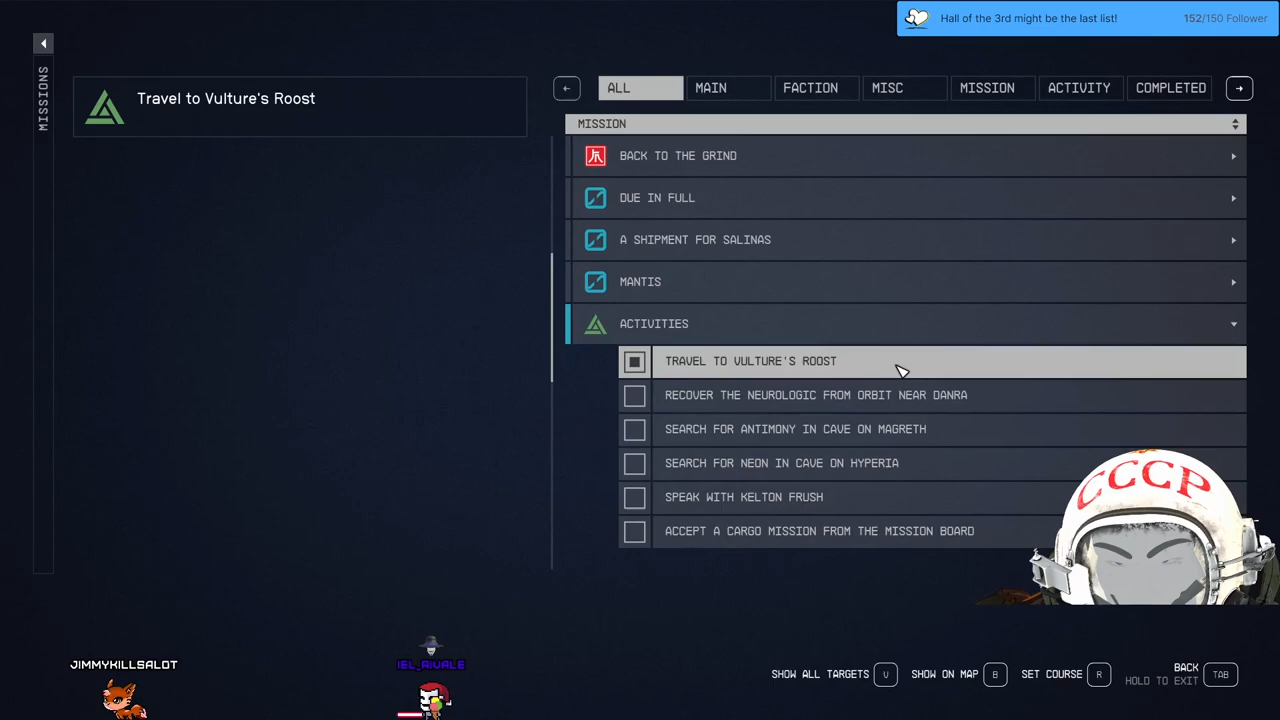 Hall of the 3rd might be the last list!
152/150 Follower
MISSIONS
Travel to Vulture's Roost
ALL
MAIN
FACTION
MISC
MISSION
ACTIVITY
COMPLETED
MISSION
BACK TO THE GRIND
DUE IN FULL
A SHIPMENT FOR SALINAS
MANTIS
ACTIVITIES
TRAVEL TO VULTURE'S ROOST
RECOVER THE NEUROLOGIC FROM ORBIT NEAR DANRA
SEARCH FOR ANTIMONY IN CAVE ON MAGRETH
SEARCH FOR NEON IN CAVE ON HYPERIA
SPEAK WITH KELTON FRUSH
ACCEPT A CARGO MISSION FROM THE MISSION BOARD
CCCP
JIMMYKILLSALOT
IEL_RIVALE
SHOW ALL TARGETS V
SHOW ON MAP B
SET COURSE R
BACK
HOLD TO EXIT TAB